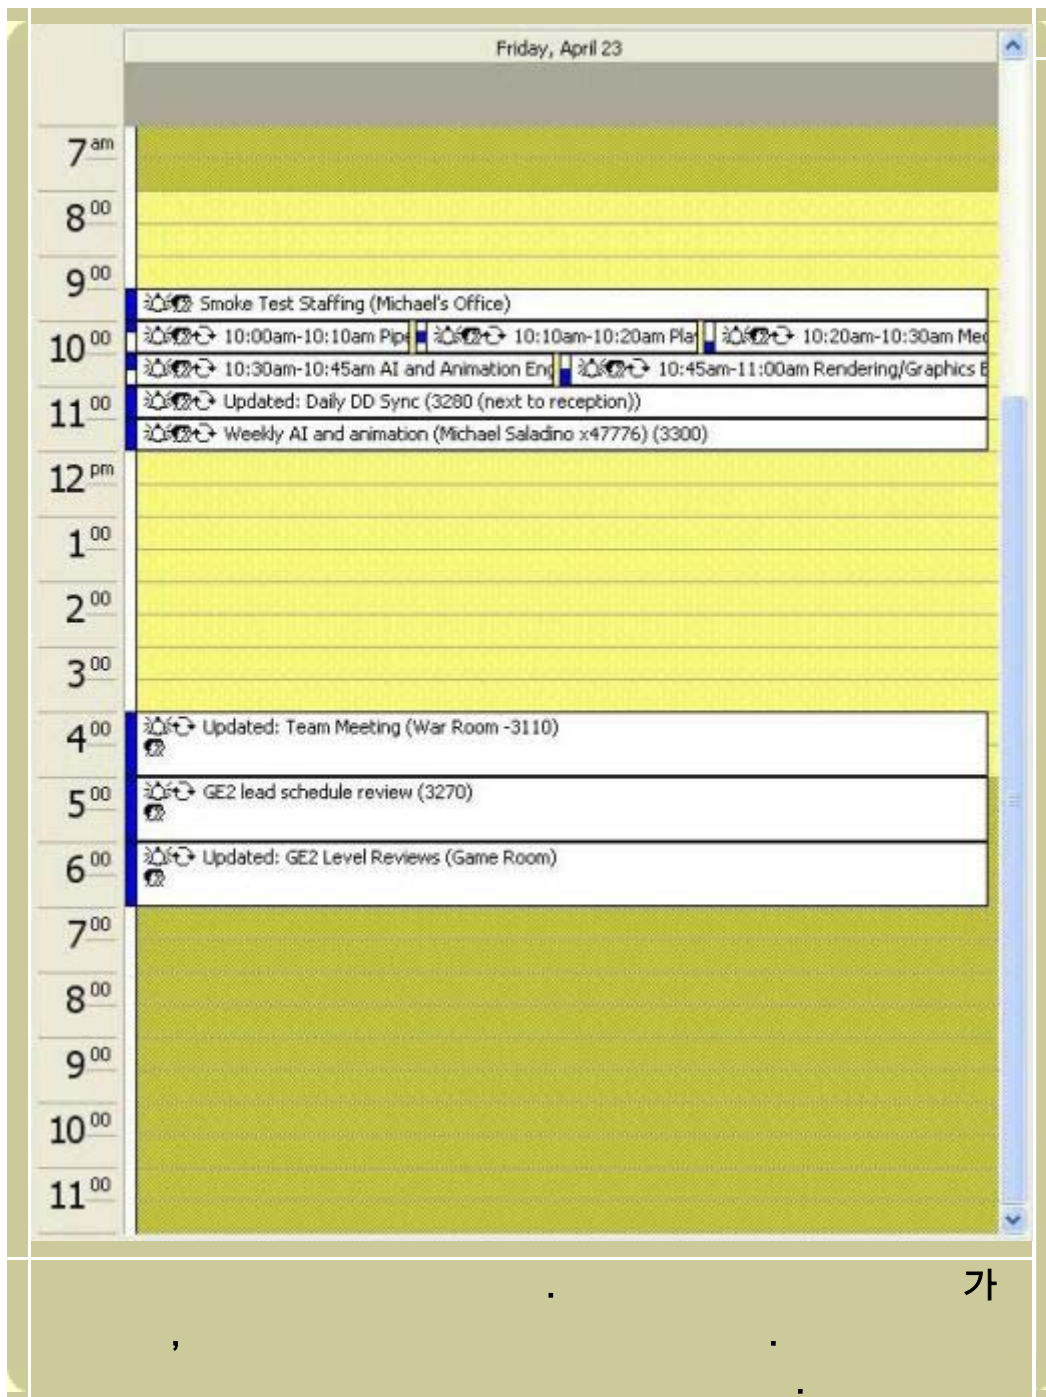 Friday, April 23
7 am
8 00
9 00
Smoke Test Staffing (Michael's Office)
10 00
10:00am-10:10am Pip
10:10am-10:20am Pla
10:20am-10:30am Mee
10:30am-10:45am AI and Animation Eng
10:45am-11:00am Rendering/Graphics E
11 00
Updated: Daily DD Sync (3280 (next to reception))
Weekly AI and animation (Michael Saladino x47776) (3300)
12 pm
1 00
2 00
3 00
4 00
Updated: Team Meeting (War Room -3110)
5 00
GE2 lead schedule review (3270)
6 00
Updated: GE2 Level Reviews (Game Room)
7 00
8 00
9 00
10 00
11 00
. 가
, .
.